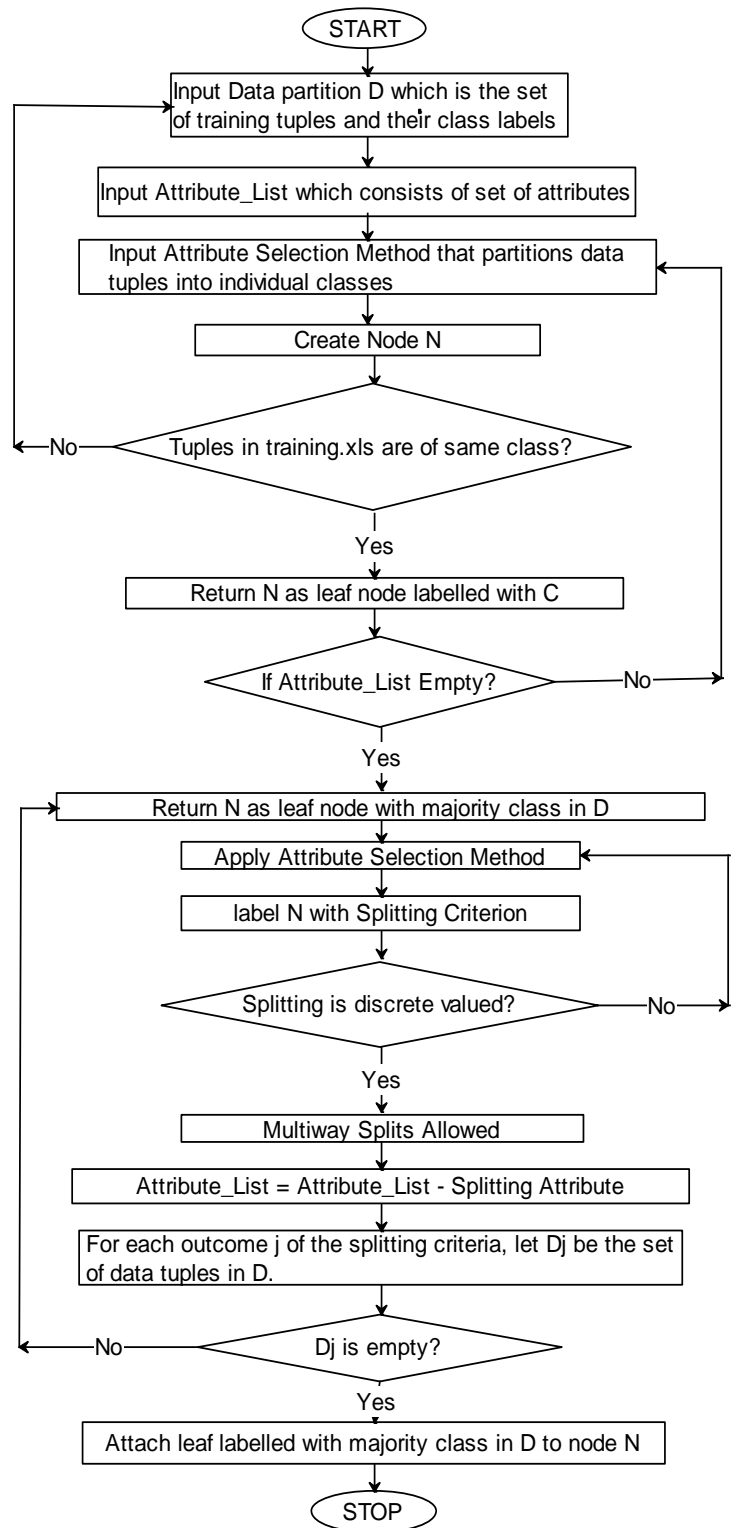 START
Input Data partition D which is the set
of training tuples and their class labels
Input Attribute_List which consists of set of attributes
Input Attribute Selection Method that partitions data
tuples into individual classes
Create Node N
Tuples in training.xls are of same class?
No
Yes
Return N as leaf node labelled with C
If Attribute_List Empty?
No
Yes
Return N as leaf node with majority class in D
Apply Attribute Selection Method
label N with Splitting Criterion
Splitting is discrete valued?
No
Yes
Multiway Splits Allowed
Attribute_List = Attribute_List - Splitting Attribute
For each outcome j of the splitting criteria, let Dj be the set
of data tuples in D.
Dj is empty?
No
Yes
Attach leaf labelled with majority class in D to node N
STOP